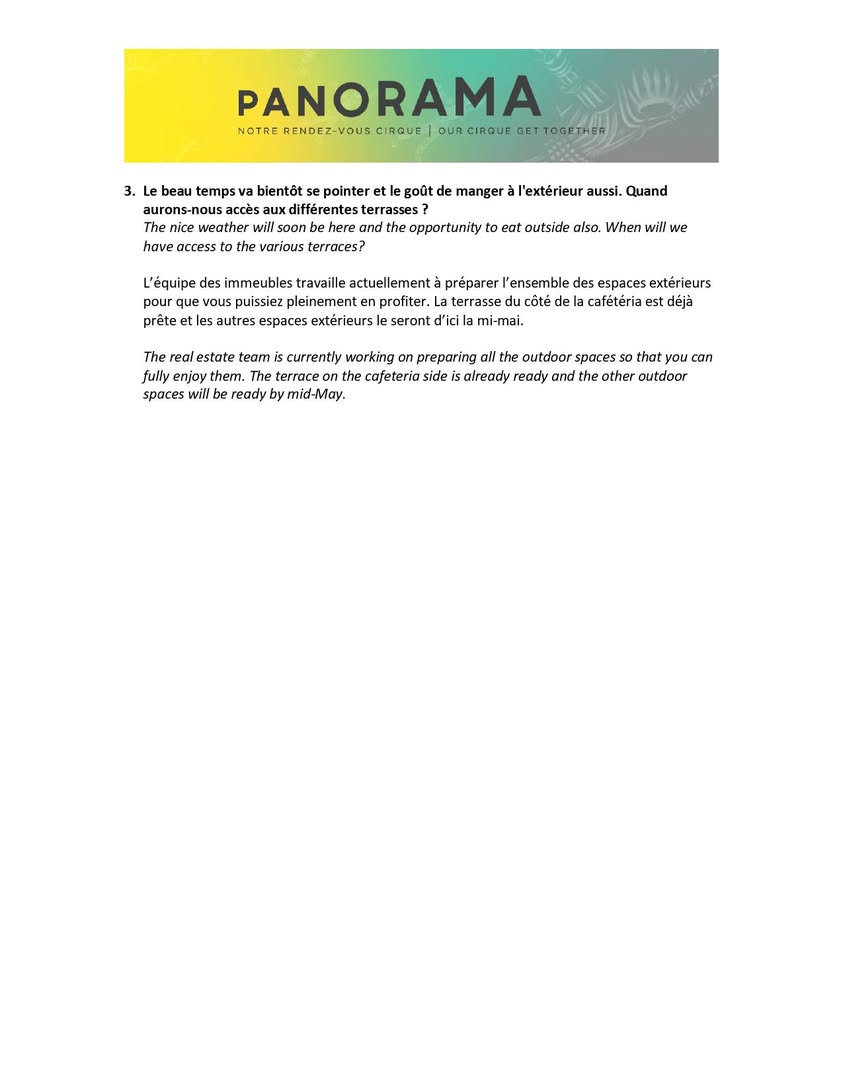 PANORAMA
NOTRE RENDEZ-VOUS CIRQUE | OUR CIRQUE GET TOGETHER
3. Le beau temps va bientôt se pointer et le goût de manger à l'extérieur aussi. Quand
aurons-nous accès aux différentes terrasses ?
The nice weather will soon be here and the opportunity to eat outside also. When will we
have access to the various terraces?
L’équipe des immeubles travaille actuellement à préparer l’ensemble des espaces extérieurs
pour que vous puissiez pleinement en profiter. La terrasse du côté de la cafétéria est déjà
prête et les autres espaces extérieurs le seront d’ici la mi-mai.
The real estate team is currently working on preparing all the outdoor spaces so that you can
fully enjoy them. The terrace on the cafeteria side is already ready and the other outdoor
spaces will be ready by mid-May.